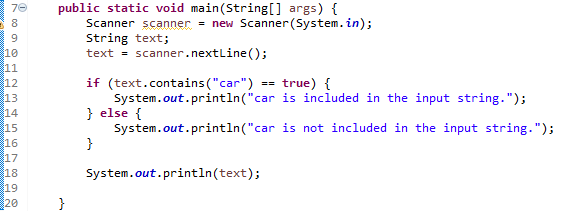 7 public static void main(String[] args) {
8 Scanner scanner = new Scanner(System.in);
9 String text;
10 text = scanner.nextLine();
11
12 if (text.contains("car") == true) {
13 System.out.println("car is included in the input string.");
14 } else {
15 System.out.println("car is not included in the input string.");
16 }
17
18 System.out.println(text);
19
20 }